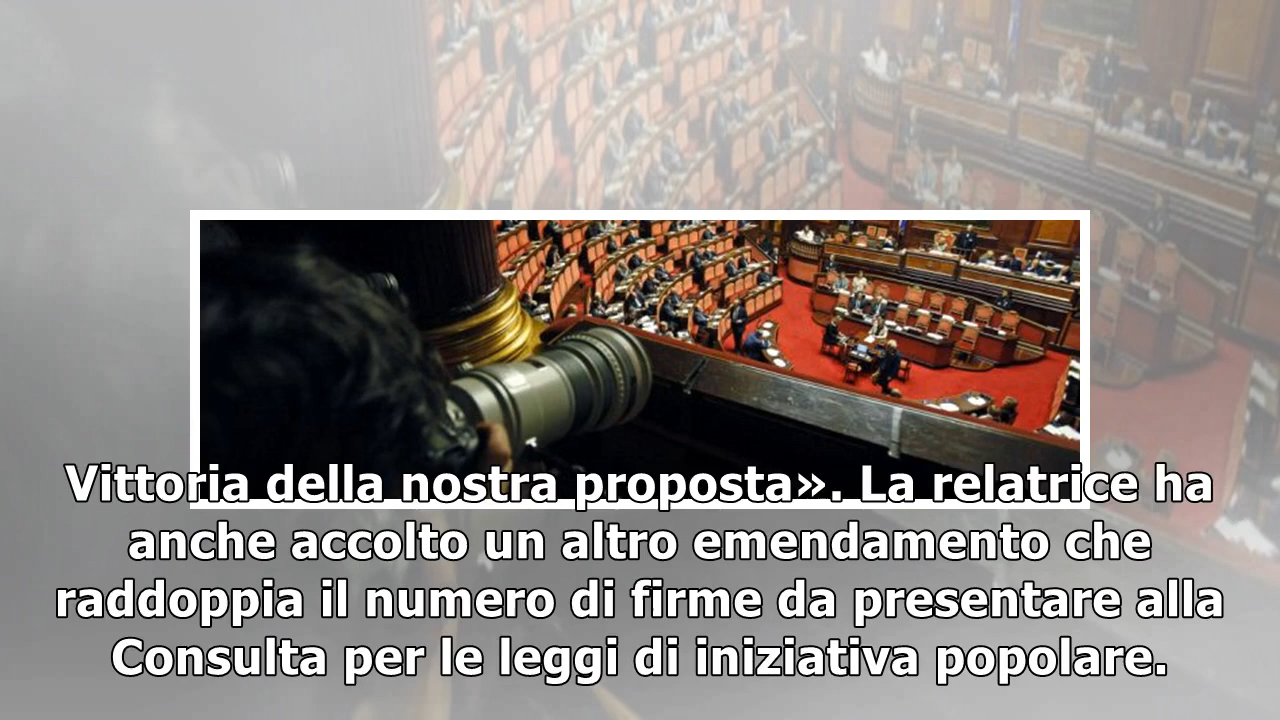 Vittoria della nostra proposta». La relatrice ha
anche accolto un altro emendamento che
raddoppia il numero di firme da presentare alla
Consulta per le leggi di iniziativa popolare.